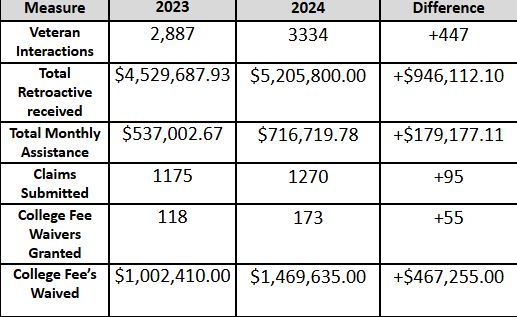 Measure 2023 2024 Difference
Veteran 2,887 3334 +447
Interactions
Total $4,529,687.93 $5,205,800.00 +$946,112.10
Retroactive
received
Total Monthly $537,002.67 $716,719.78 +$179,177.11
Assistance
Claims 1175 1270 +95
Submitted
College Fee 118 173 +55
Waivers
Granted
College Fee's $1,002,410.00 $1,469,635.00 +$467,255.00
Waived